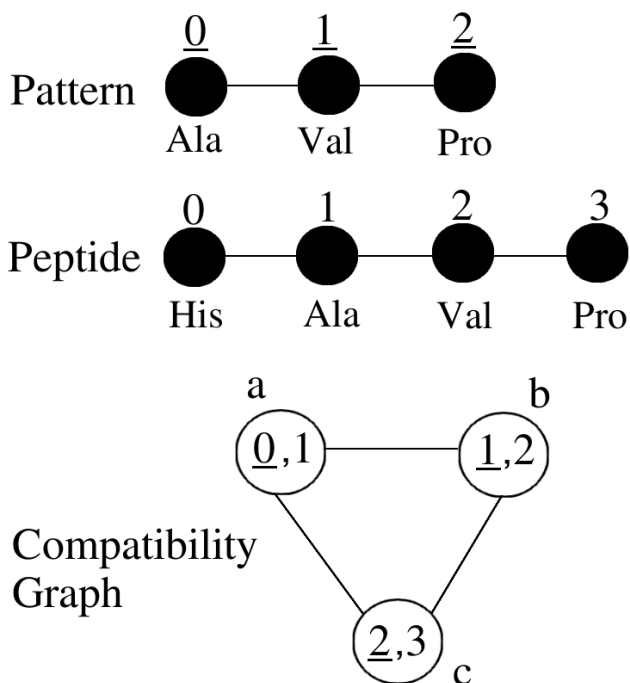 0 1 2
Pattern
Ala Val Pro
0 1 2 3
Peptide
His Ala Val Pro
a
b
0,1
1,2
Compatibility
Graph
2,3
c